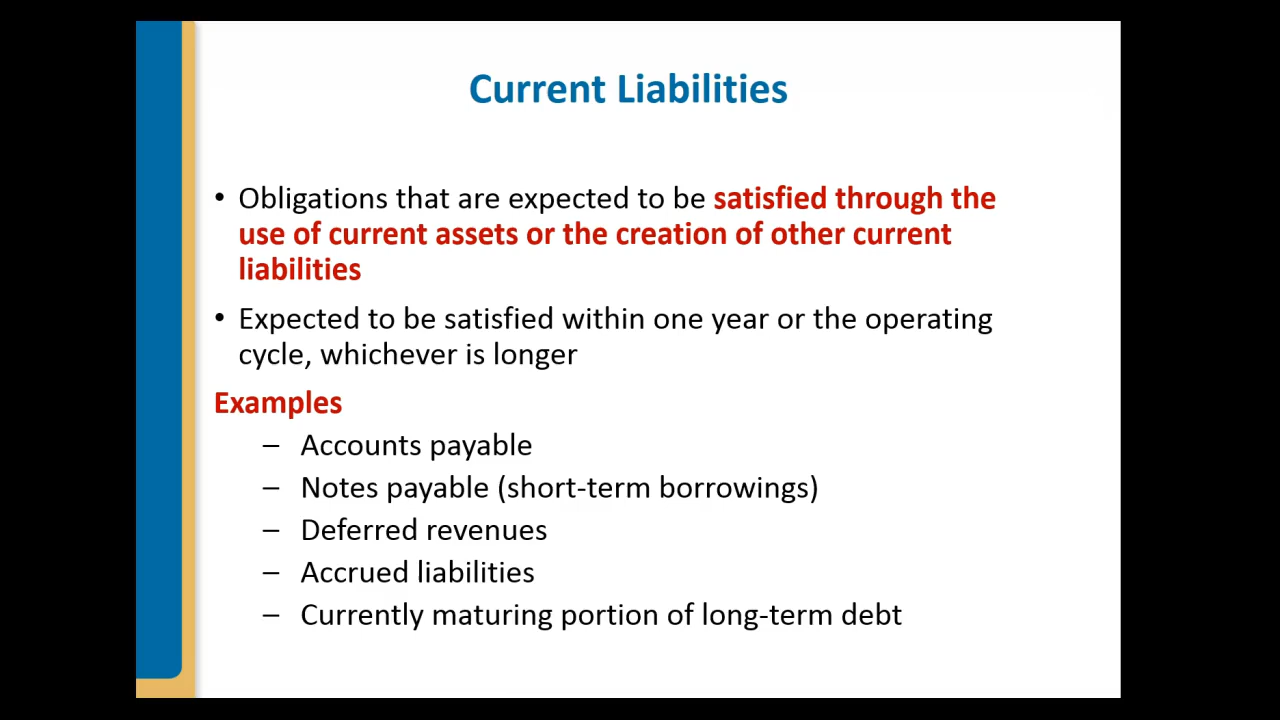 Current Liabilities
• Obligations that are expected to be satisfied through the
use of current assets or the creation of other current
liabilities
• Expected to be satisfied within one year or the operating
cycle, whichever is longer
Examples
– Accounts payable
– Notes payable (short-term borrowings)
– Deferred revenues
– Accrued liabilities
– Currently maturing portion of long-term debt